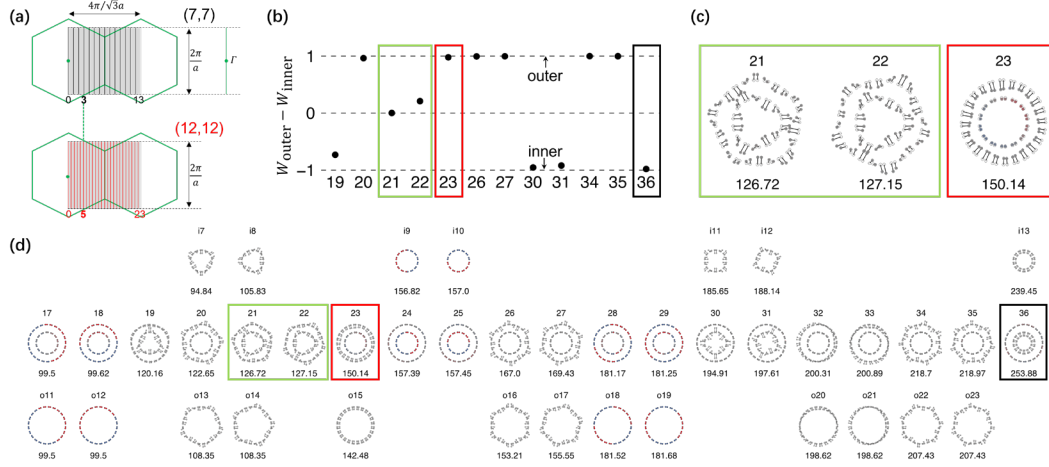 (a)
4π/√3a
(7,7)
2π
a
Γ
0 3 13
(12,12)
2π
a
0 5 23
(b)
W_outer − W_inner
1
0
−1
outer
inner
19 20 21 22 23 26 27 30 31 34 35 36
(c)
21 22 23
126.72 127.15 150.14
(d)
i7 i8 i9 i10 i11 i12 i13
94.84 105.83 156.82 157.0 185.65 188.14 239.45
17 18 19 20 21 22 23 24 25 26 27 28 29 30 31 32 33 34 35 36
99.5 99.62 120.16 122.65 126.72 127.15 150.14 157.39 157.45 167.0 169.43 181.17 181.25 194.91 197.61 200.31 200.89 218.7 218.97 253.88
o11 o12 o13 o14 o15 o16 o17 o18 o19 o20 o21 o22 o23
99.5 99.5 108.35 108.35 142.48 153.21 155.55 181.52 181.68 198.62 198.62 207.43 207.43